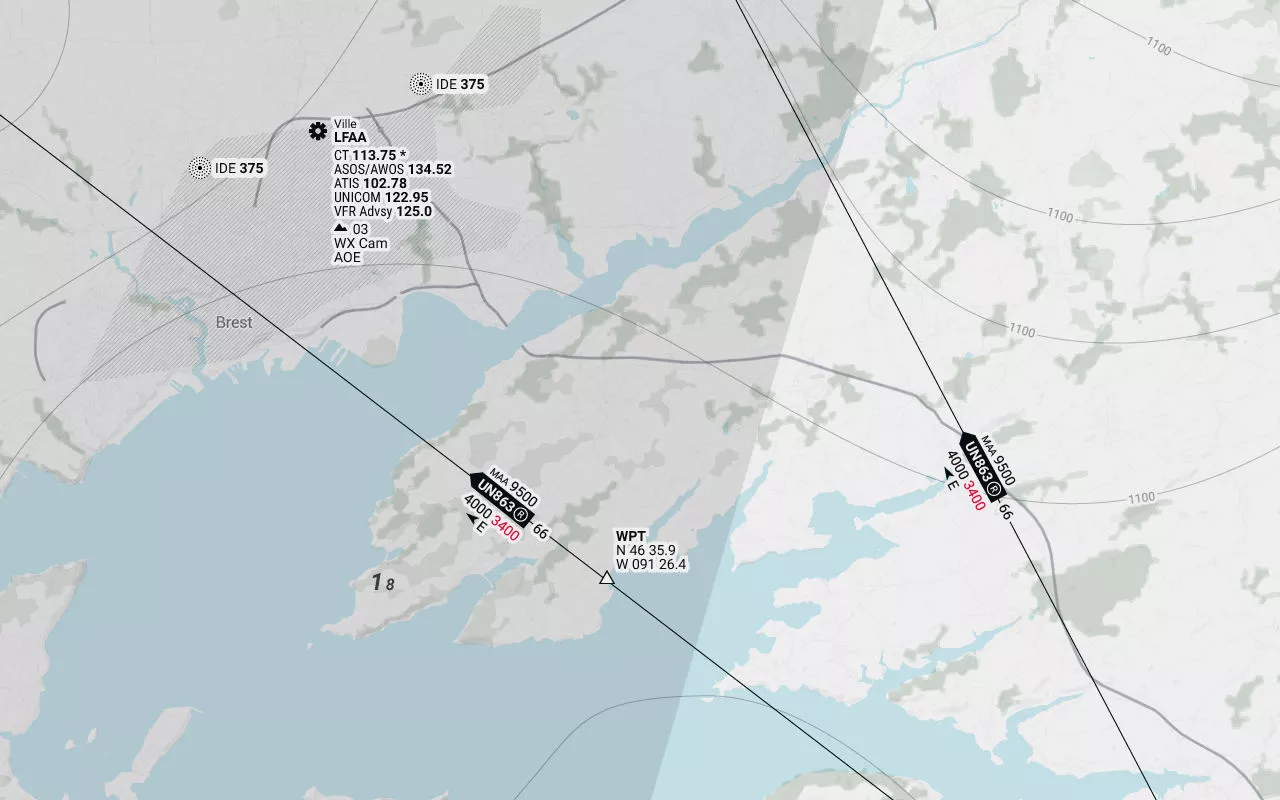 1100
IDE 375
Ville
LFAA
CT 113.75 *
ASOS/AWOS 134.52
ATIS 102.78
UNICOM 122.95
VFR Advsy 125.0
03
WX Cam
AOE
IDE 375
1100
Brest
1100
MAA 9500
UN863 R 66
4000 3400
E
MAA 9500
UN863 R 66
4000 3400
E
1100
WPT
N 46 35.9
W 091 26.4
1 8